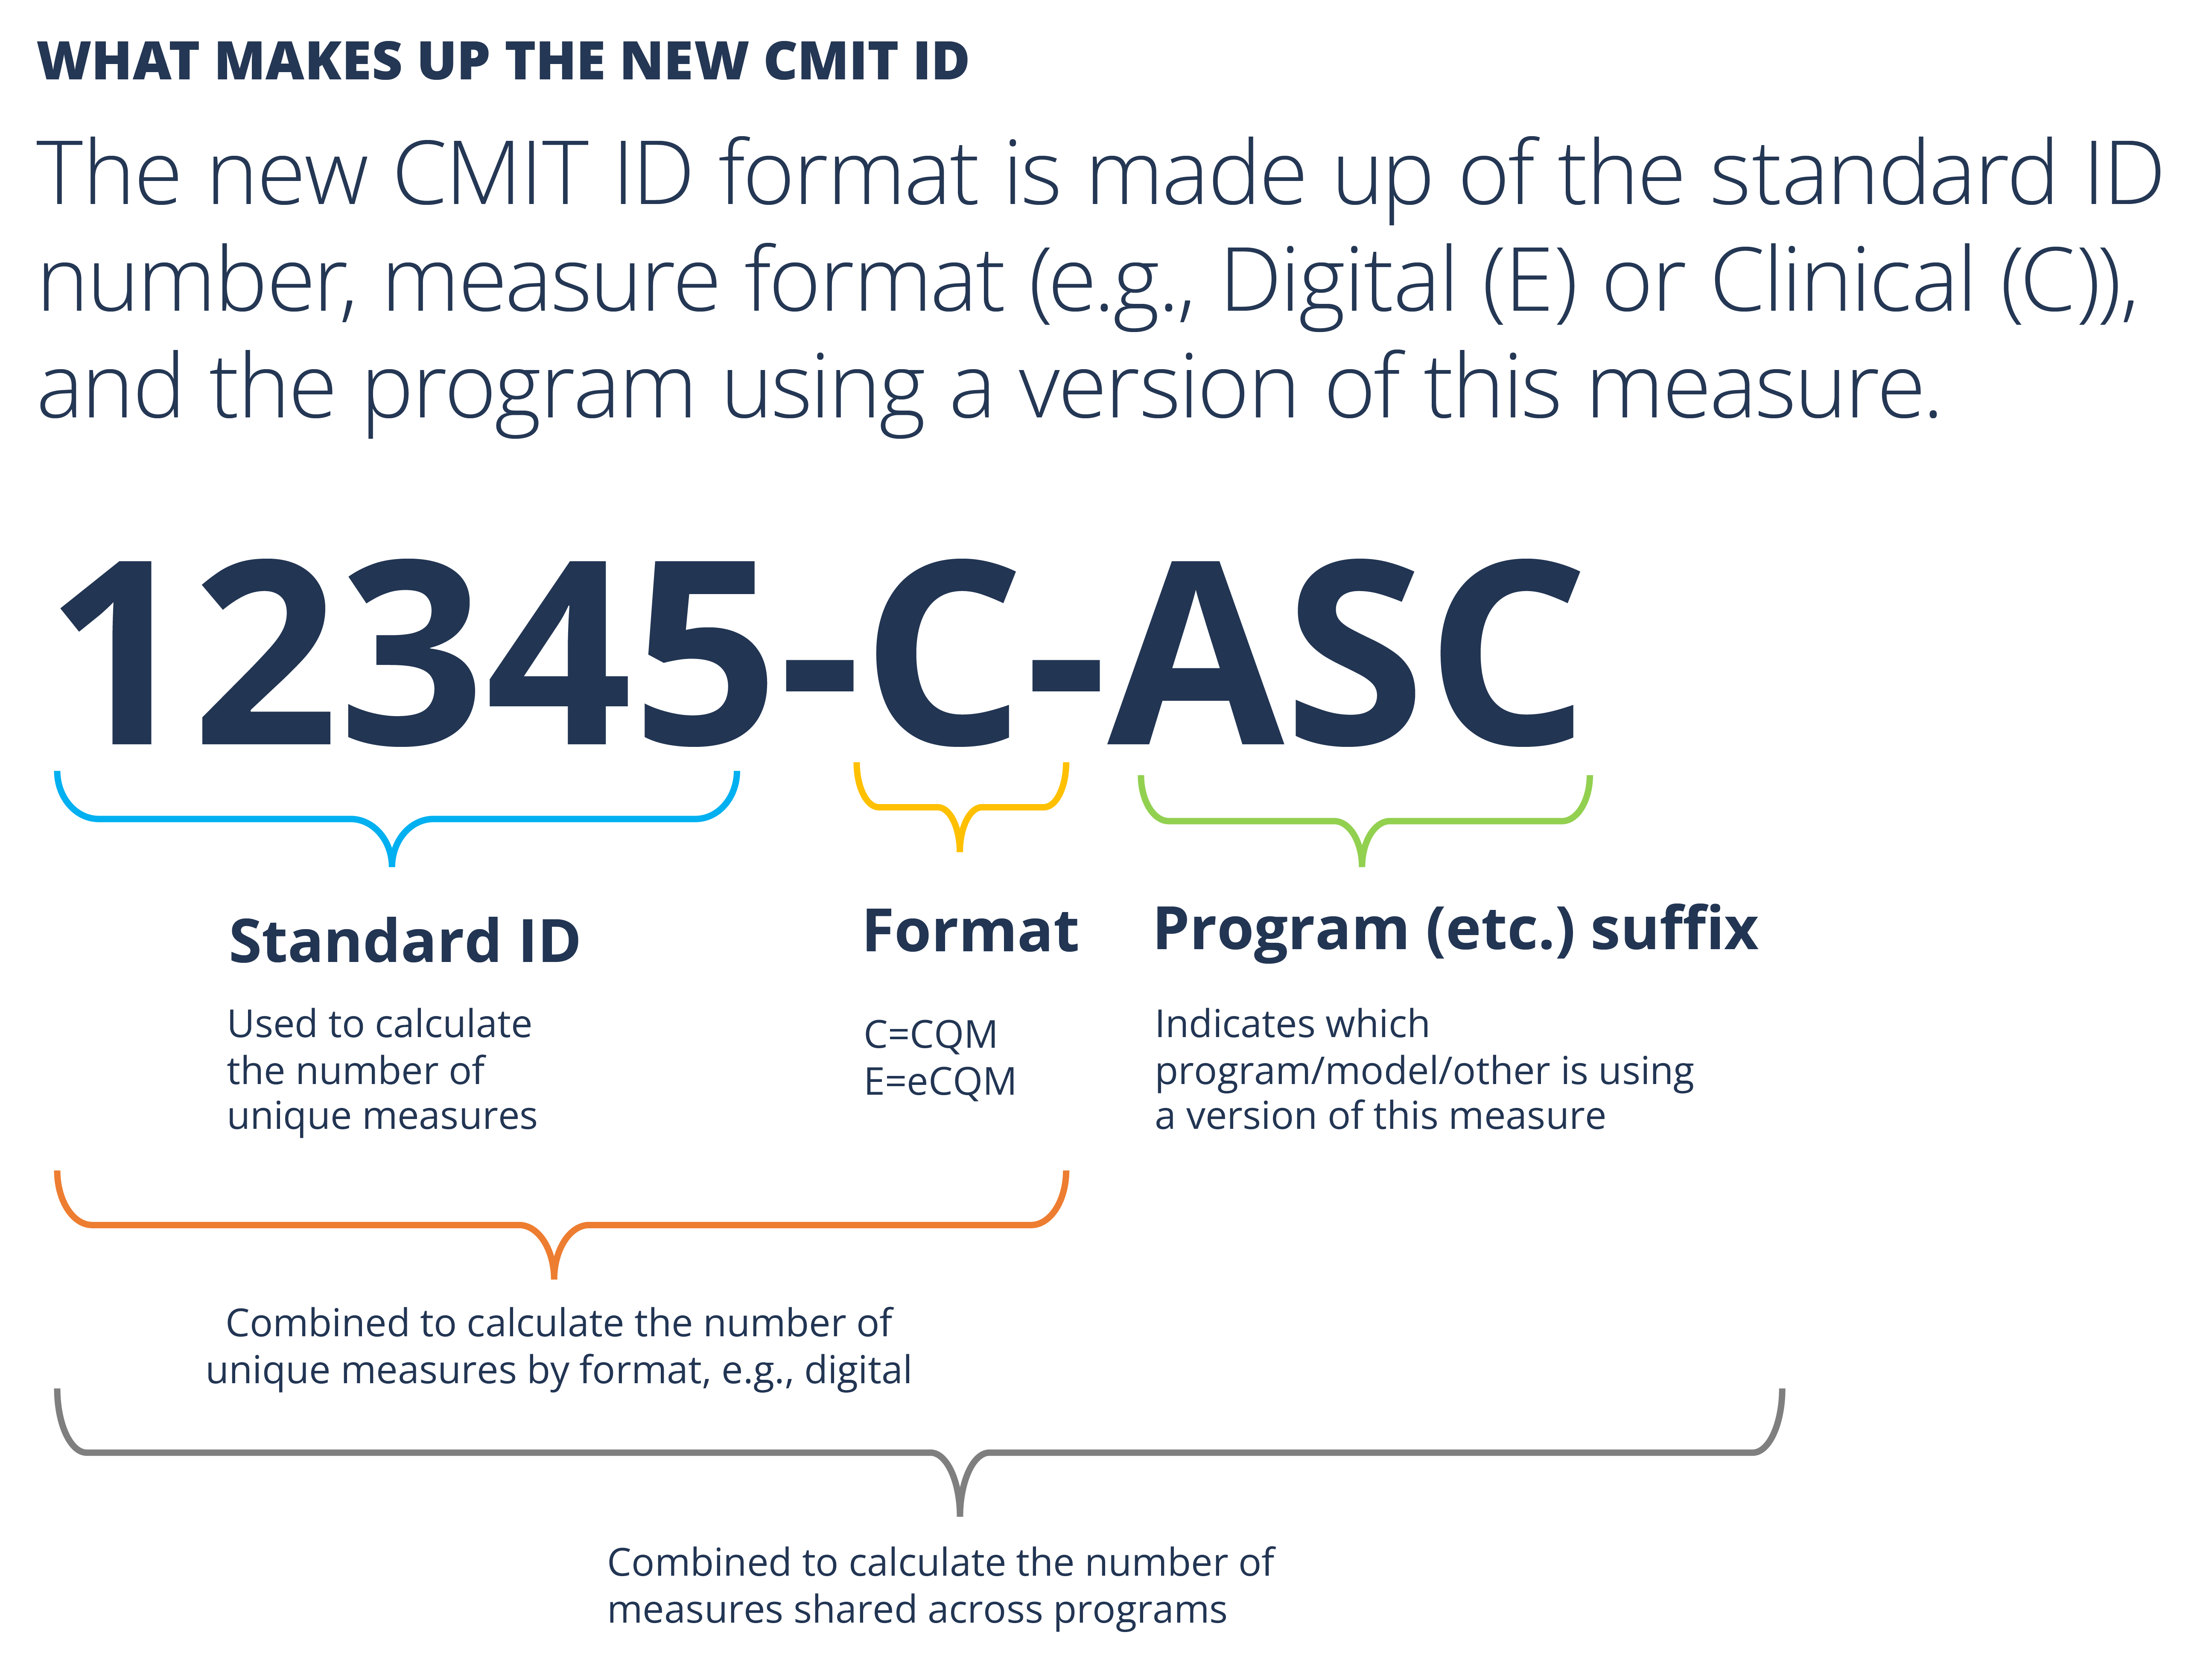 WHAT MAKES UP THE NEW CMIT ID
The new CMIT ID format is made up of the standard ID
number, measure format (e.g., Digital (E) or Clinical (C)),
and the program using a version of this measure.
12345-C-ASC
Standard ID
Used to calculate
the number of
unique measures
Format
C=CQM
E=eCQM
Program (etc.) suffix
Indicates which
program/model/other is using
a version of this measure
Combined to calculate the number of
unique measures by format, e.g., digital
Combined to calculate the number of
measures shared across programs